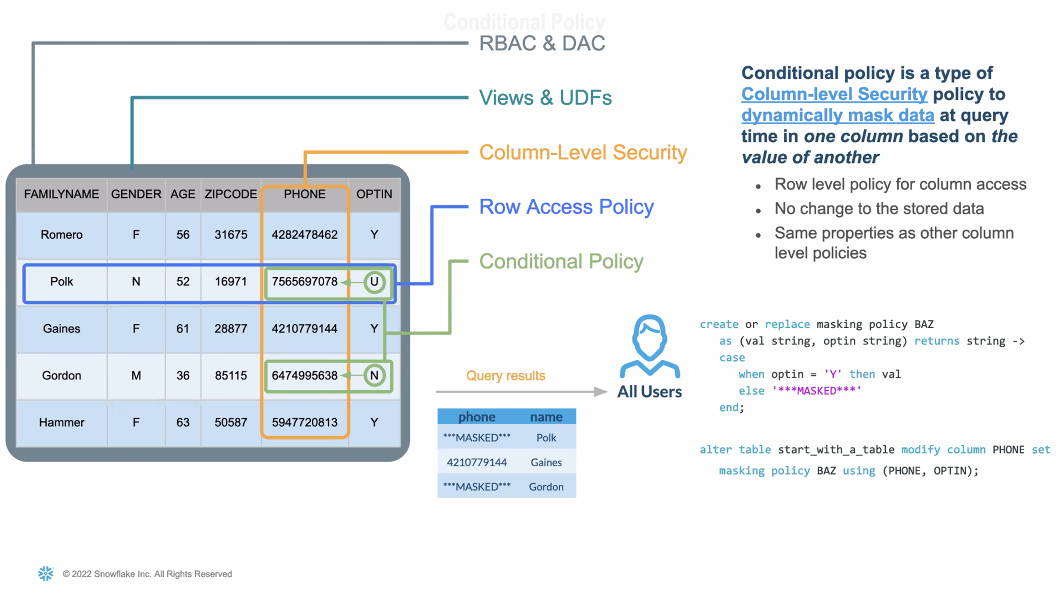 Conditional Policy
RBAC & DAC
Views & UDFs
Column-Level Security
Row Access Policy
Conditional Policy
FAMILYNAME GENDER AGE ZIPCODE PHONE OPTIN
Romero F 56 31675 4282478462 Y
Polk N 52 16971 7565697078 U
Gaines F 61 28877 4210779144 Y
Gordon M 36 85115 6474995638 N
Hammer F 63 50587 5947720813 Y
Query results
phone name
***MASKED*** Polk
4210779144 Gaines
***MASKED*** Gordon
All Users
Conditional policy is a type of
Column-level Security policy to
dynamically mask data at query
time in one column based on the
value of another
• Row level policy for column access
• No change to the stored data
• Same properties as other column
level policies
create or replace masking policy BAZ
as (val string, optin string) returns string ->
case
when optin = 'Y' then val
else '***MASKED***'
end;
alter table start_with_a_table modify column PHONE set
masking policy BAZ using (PHONE, OPTIN);
© 2022 Snowflake Inc. All Rights Reserved